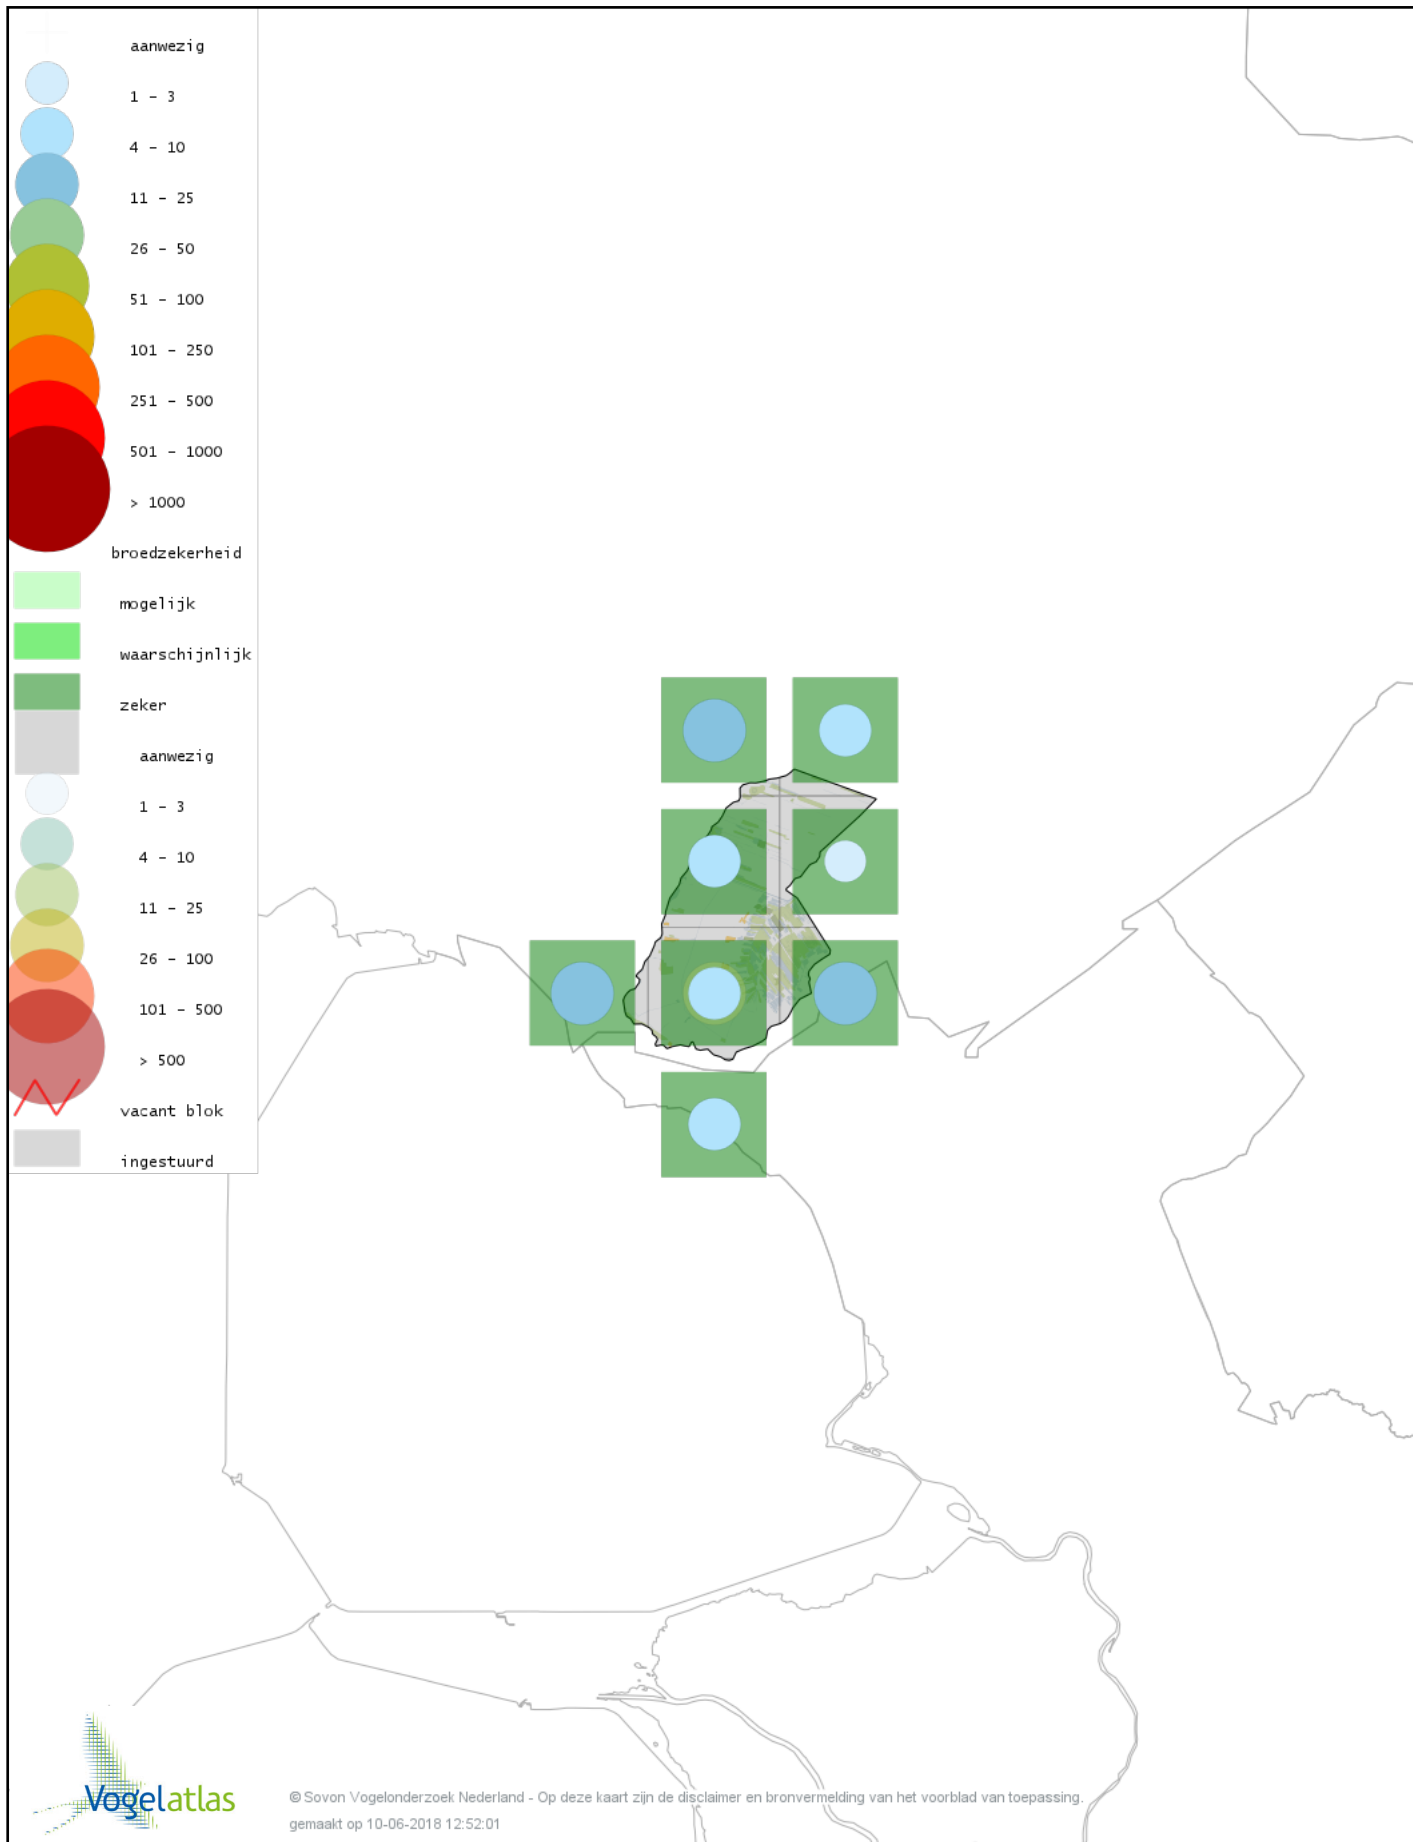 aanwezig
1 - 3
4 - 10
11 - 25
26 - 50
51 - 100
101 - 250
251 - 500
501 - 1000
> 1000
broedzekerheid
mogelijk
waarschijnlijk
zeker
aanwezig
1 - 3
4 - 10
11 - 25
26 - 100
101 - 500
> 500
vacant blok
ingestuurd
Vogelatlas
© Sovon Vogelonderzoek Nederland - Op deze kaart zijn de disclaimer en bronvermelding van het voorblad van toepassing.
gemaakt op 10-06-2018 12:52:01